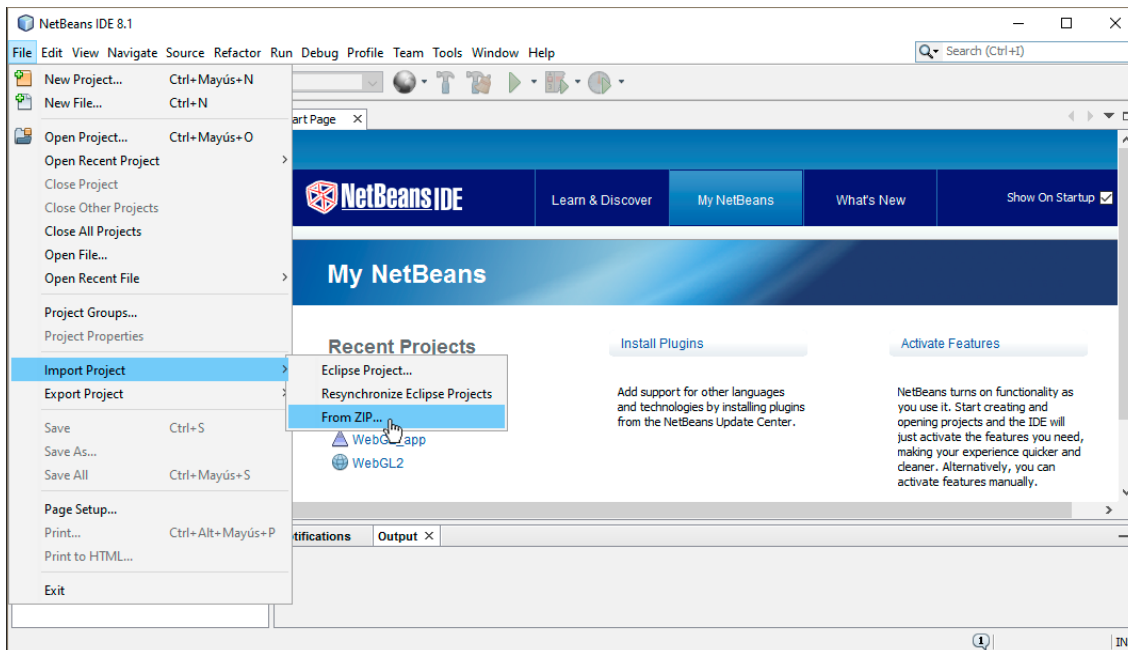 NetBeans IDE 8.1
File Edit View Navigate Source Refactor Run Debug Profile Team Tools Window Help
Search (Ctrl+I)
New Project... Ctrl+Mayús+N
New File... Ctrl+N
Open Project... Ctrl+Mayús+O
Open Recent Project
Close Project
Close Other Projects
Close All Projects
Open File...
Open Recent File
Project Groups...
Project Properties
Import Project
Export Project
Save Ctrl+S
Save As...
Save All Ctrl+Mayús+S
Page Setup...
Print... Ctrl+Alt+Mayús+P
Print to HTML...
Exit
Eclipse Project...
Resynchronize Eclipse Projects
From ZIP...
art Page
NetBeans IDE
Learn & Discover
My NetBeans
What's New
Show On Startup
My NetBeans
Recent Projects
WebGL_app
WebGL2
Install Plugins
Add support for other languages
and technologies by installing plugins
from the NetBeans Update Center.
Activate Features
NetBeans turns on functionality as
you use it. Start creating and
opening projects and the IDE will
just activate the features you need,
making your experience quicker and
cleaner. Alternatively, you can
activate features manually.
tifications
Output
1
IN